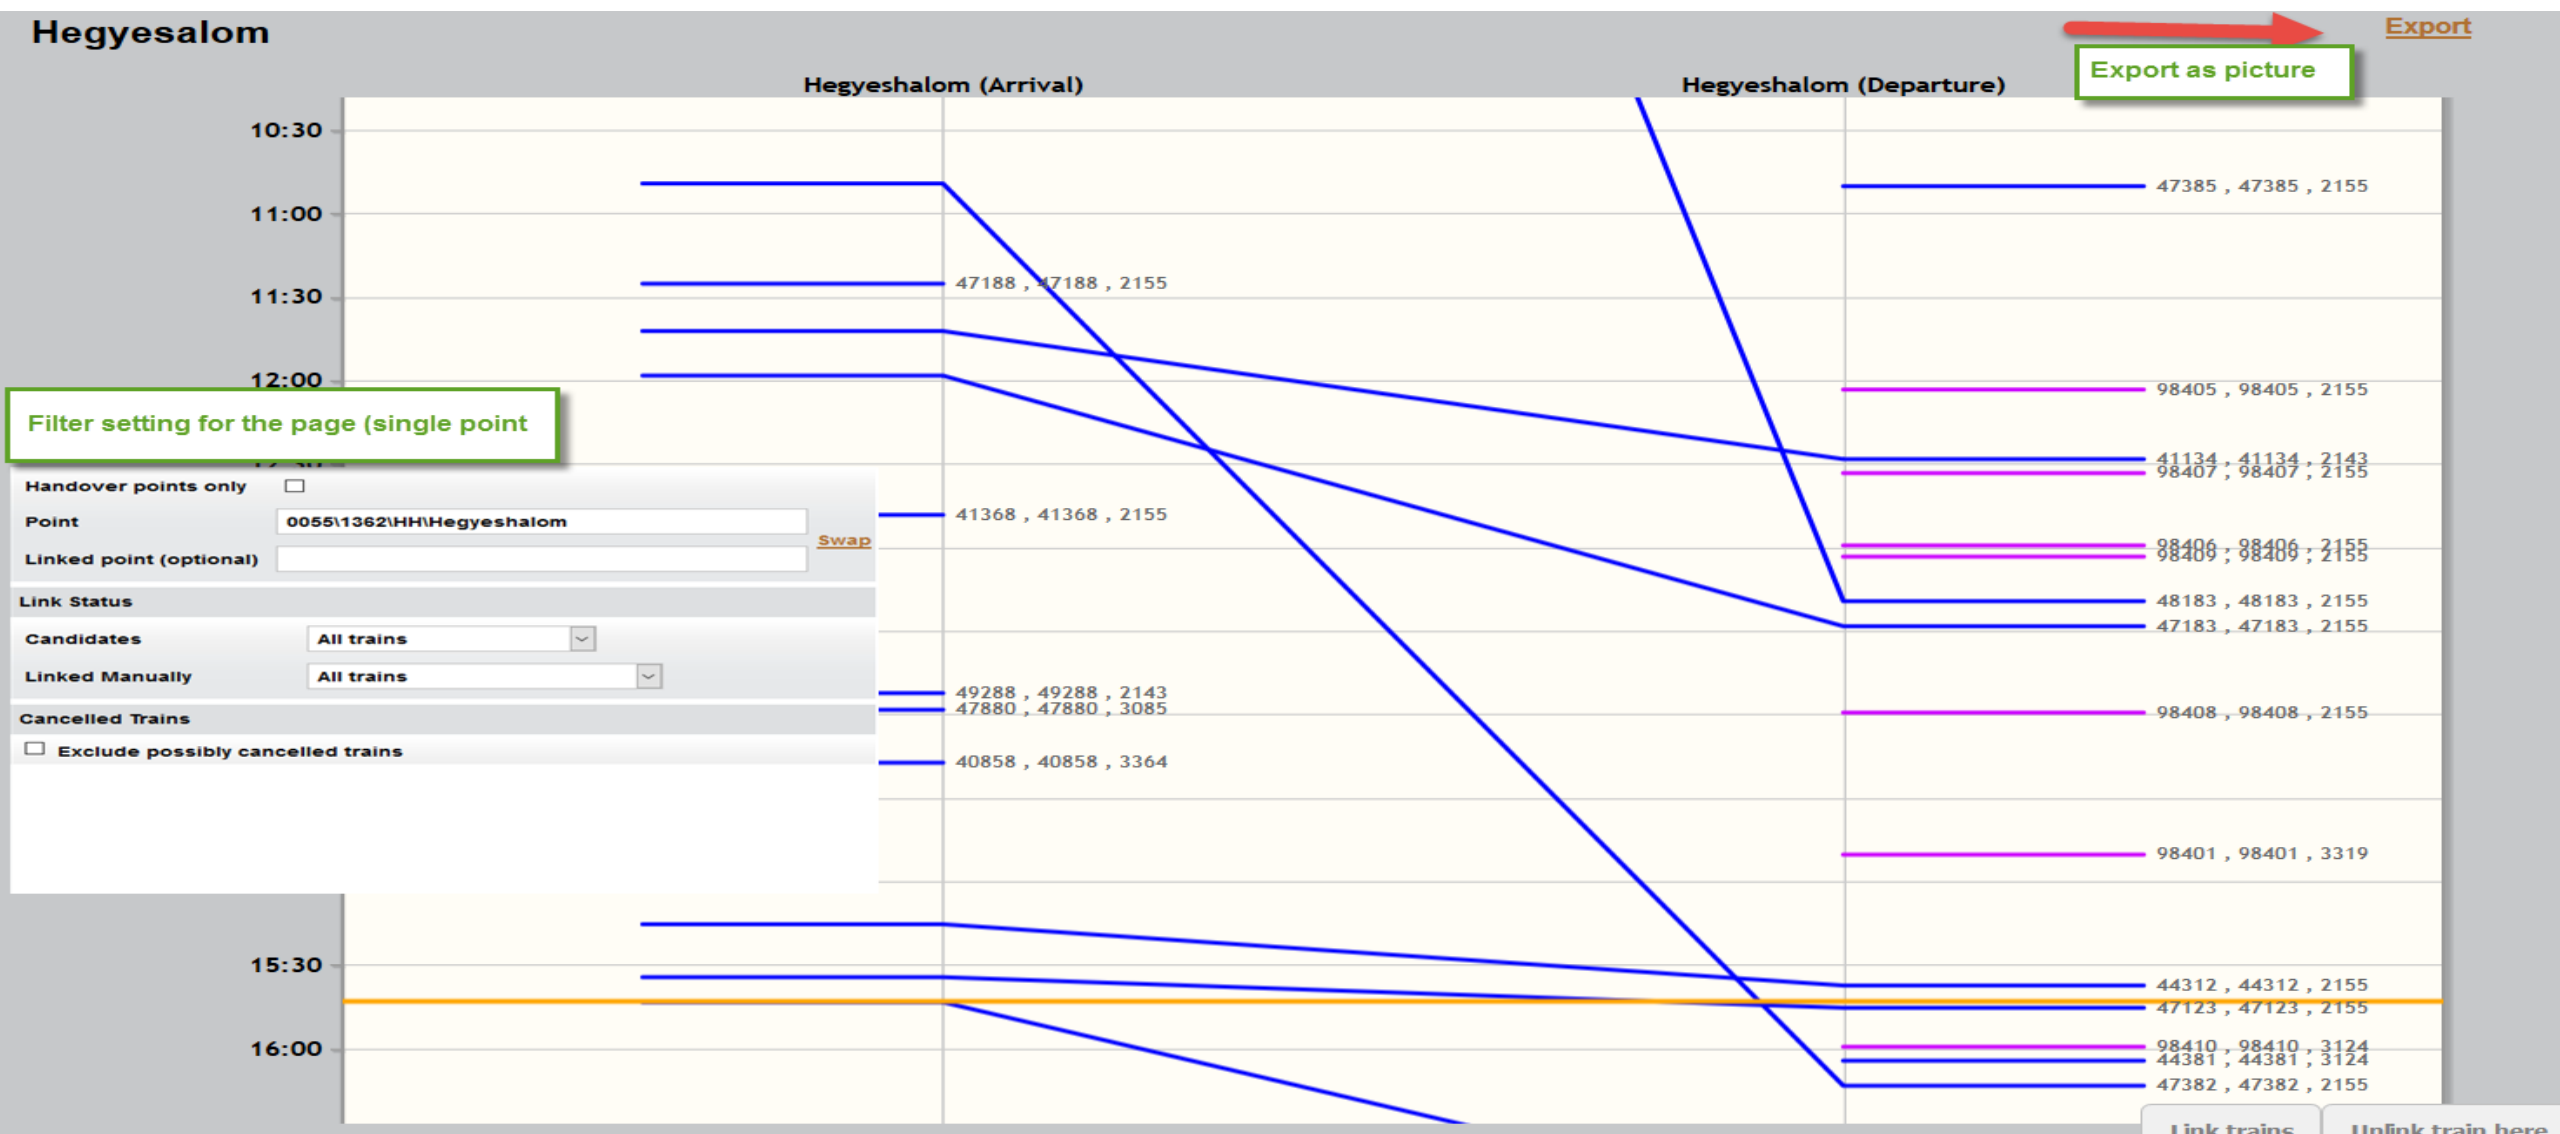 Hegyesalom
Export
Export as picture
Hegyeshalom (Arrival)
Hegyeshalom (Departure)
10:30
47385 , 47385 , 2155
11:00
47188 , 47188 , 2155
11:30
12:00
98405 , 98405 , 2155
Filter setting for the page (single point
41134 , 41134 , 2143
98407 , 98407 , 2155
Handover points only
Point 0055\1362\HH\Hegyeshalom
Swap
Linked point (optional)
41368 , 41368 , 2155
98406 , 98406 , 2155
98409 , 98409 , 2155
Link Status
48183 , 48183 , 2155
47183 , 47183 , 2155
Candidates All trains
Linked Manually All trains
49288 , 49288 , 2143
47880 , 47880 , 3085
98408 , 98408 , 2155
Cancelled Trains
Exclude possibly cancelled trains
40858 , 40858 , 3364
98401 , 98401 , 3319
15:30
44312 , 44312 , 2155
47123 , 47123 , 2155
16:00
98410 , 98410 , 3124
44381 , 44381 , 3124
47382 , 47382 , 2155
Link trains
Unlink train here